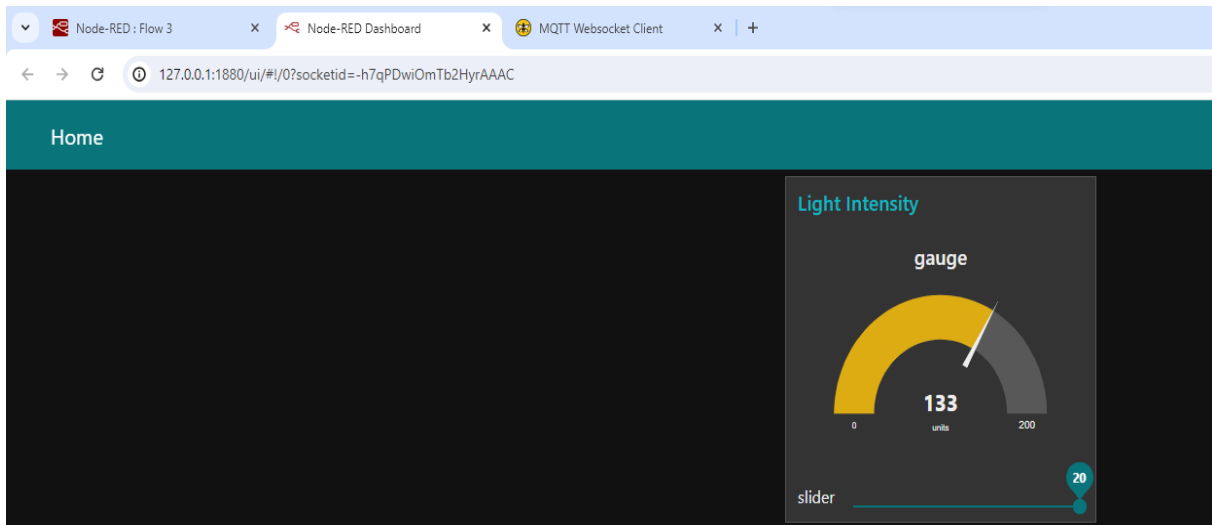 Node-RED : Flow 3
Node-RED Dashboard
MQTT Websocket Client
127.0.0.1:1880/ui/#!/0?socketid=-h7qPDwiOmTb2HyrAAAC
Home
Light Intensity
gauge
133
units
0
200
20
slider